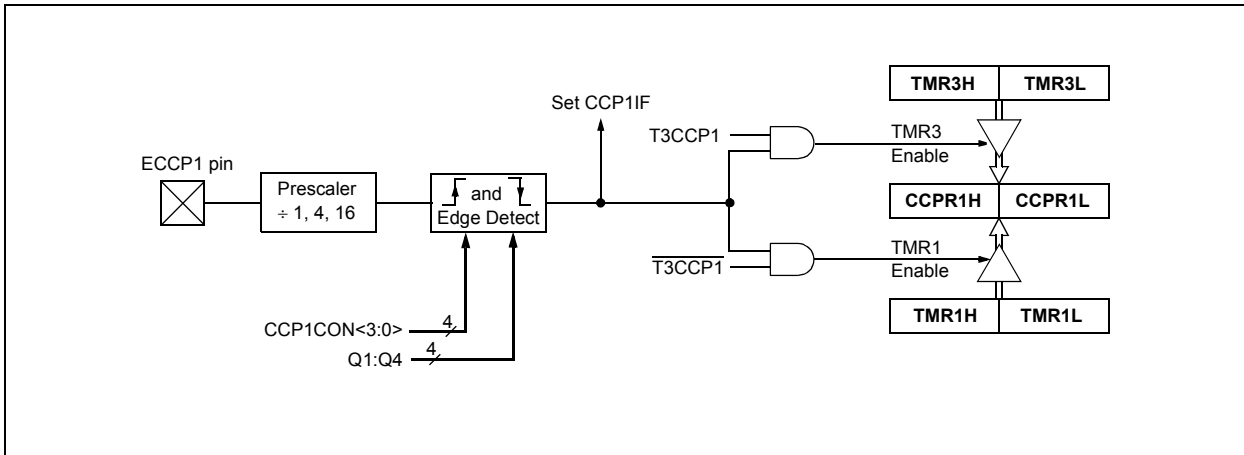 TMR3H TMR3L
Set CCP1IF
T3CCP1
TMR3
Enable
ECCP1 pin
Prescaler
÷ 1, 4, 16
and
Edge Detect
CCPR1H CCPR1L
T3CCP1
TMR1
Enable
TMR1H TMR1L
CCP1CON<3:0>
4
Q1:Q4
4